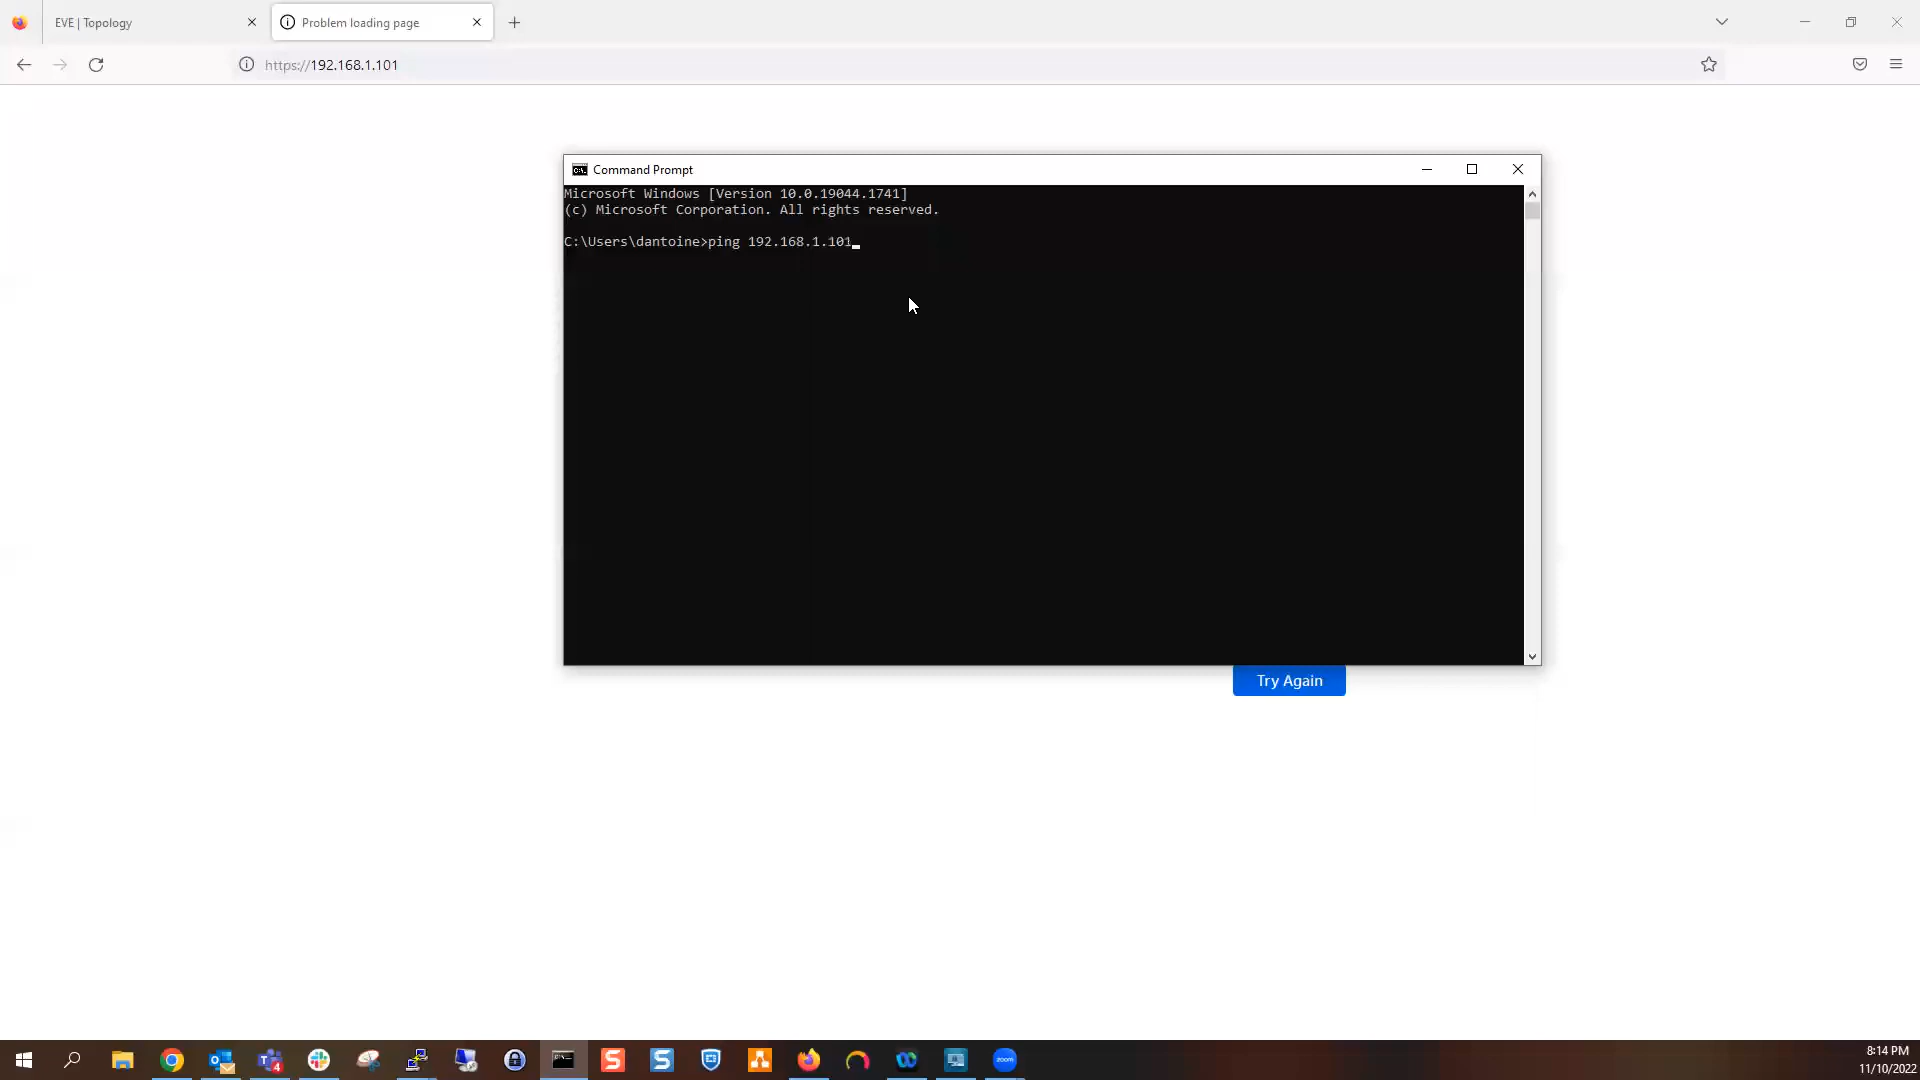 EVE | Topology
Problem loading page
https://192.168.1.101
Command Prompt
Microsoft Windows [Version 10.0.19044.1741]
(c) Microsoft Corporation. All rights reserved.
C:\Users\dantoine>ping 192.168.1.101
Try Again
4
zoom
8:14 PM
11/10/2022